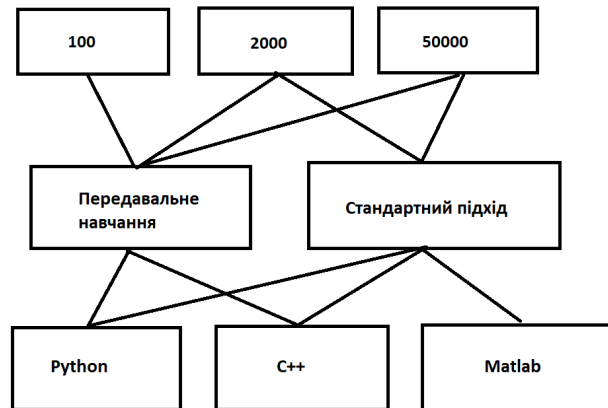 100
2000
50000
Передавальне
навчання
Стандартний підхід
Python
C++
Matlab